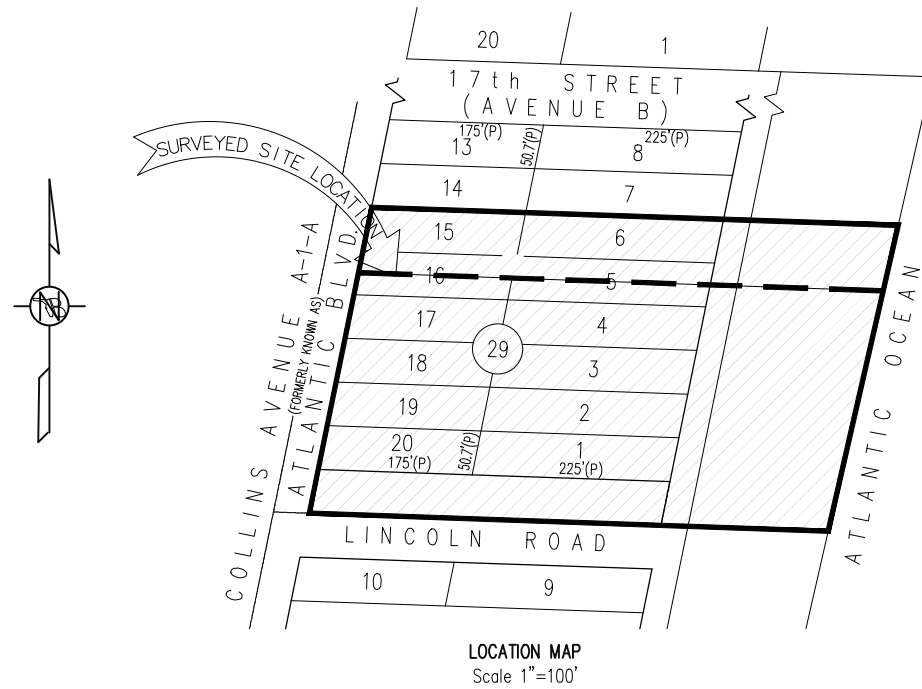 20
1
17th STREET
(AVENUE B)
175'(P)
13
50.7'(P)
8
225'(P)
SURVEYED SITE LOCATION
14
7
15
6
16
5
17
4
29
18
3
19
2
20
1
175'(P)
50.7'(P)
225'(P)
COLLINS AVENUE A-1-A
(FORMERLY KNOWN AS)
ATLANTIC BLVD.
ATLANTIC OCEAN
N
LINCOLN ROAD
10
9
LOCATION MAP
Scale 1"=100'